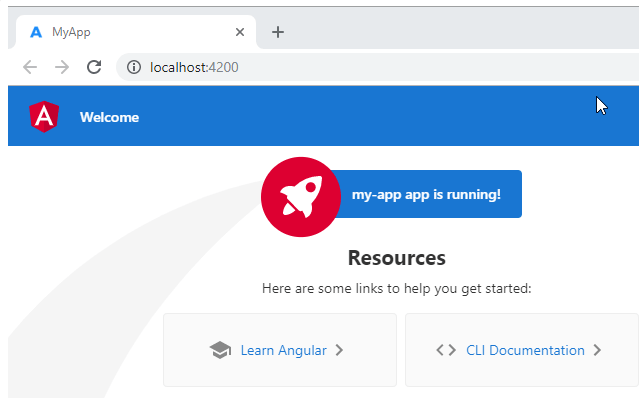 MyApp
localhost:4200
Welcome
my-app app is running!
Resources
Here are some links to help you get started:
Learn Angular
CLI Documentation